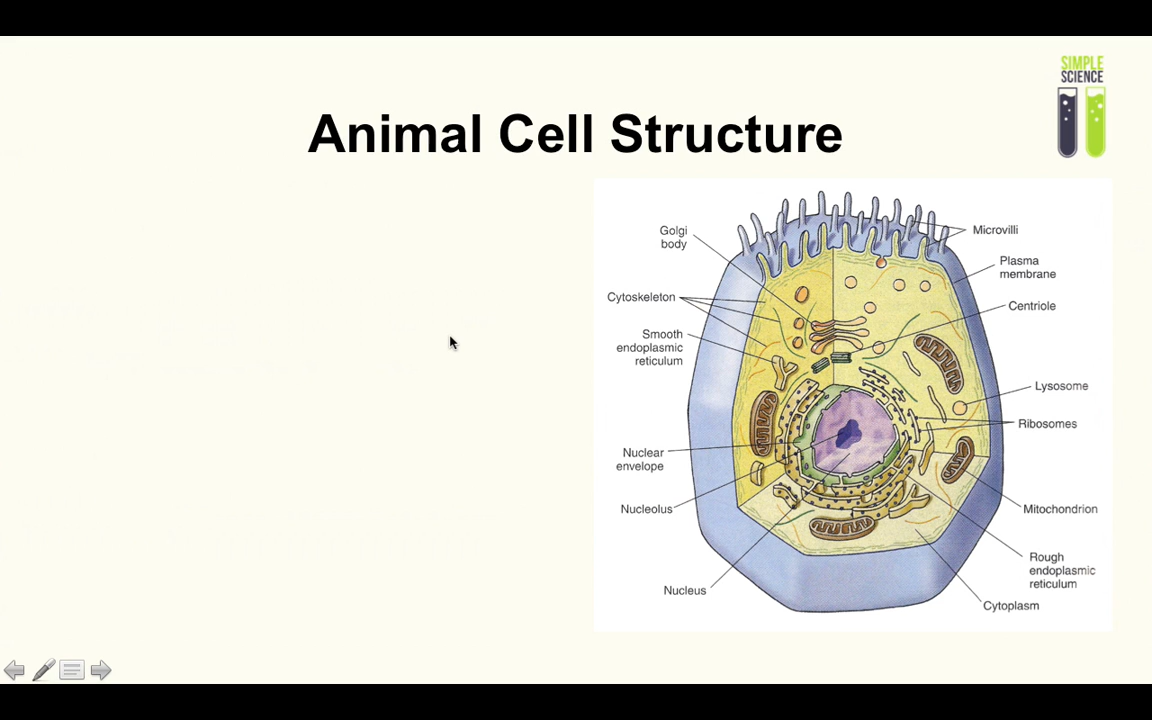 SIMPLE
SCIENCE
Animal Cell Structure
Golgi
body
Cytoskeleton
Smooth
endoplasmic
reticulum
Nuclear
envelope
Nucleolus
Nucleus
Microvilli
Plasma
membrane
Centriole
Lysosome
Ribosomes
Mitochondrion
Rough
endoplasmic
reticulum
Cytoplasm